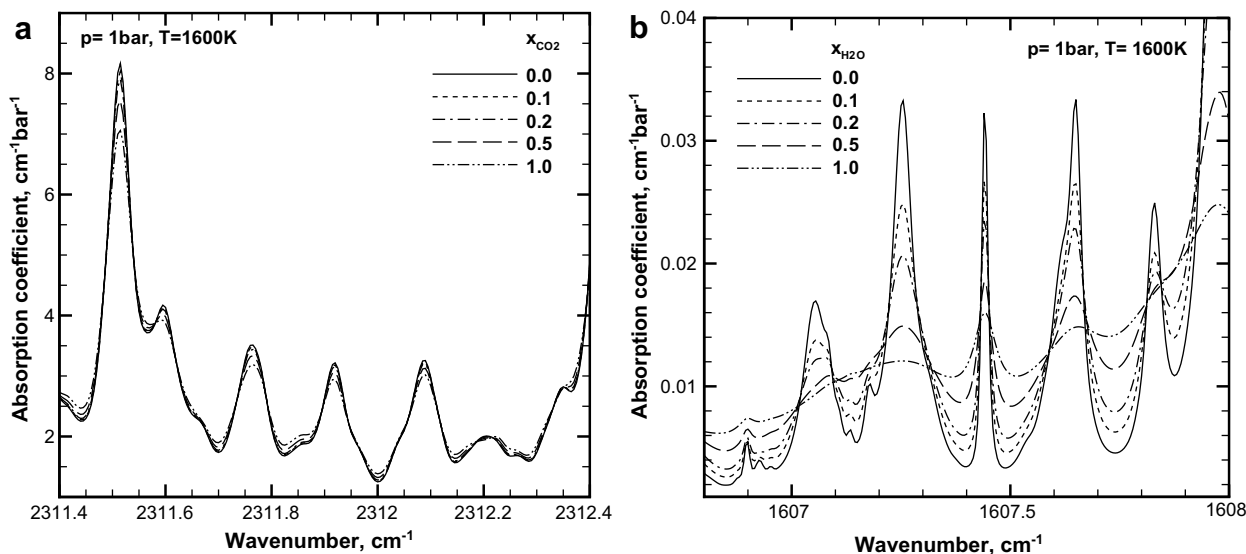 a
p= 1bar, T=1600K
xCO2
0.0
0.1
0.2
0.5
1.0
Absorption coefficient, cm-1bar-1
8
6
4
2
2311.4 2311.6 2311.8 2312 2312.2 2312.4
Wavenumber, cm-1
b
xH2O
p= 1bar, T= 1600K
0.0
0.1
0.2
0.5
1.0
Absorption coefficient, cm-1bar-1
0.04
0.03
0.02
0.01
1607 1607.5 1608
Wavenumber, cm-1